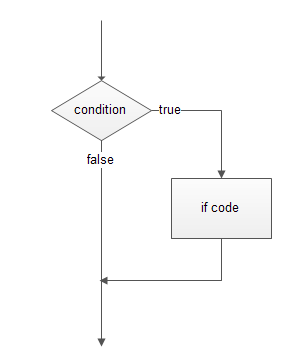 condition
true
false
if code